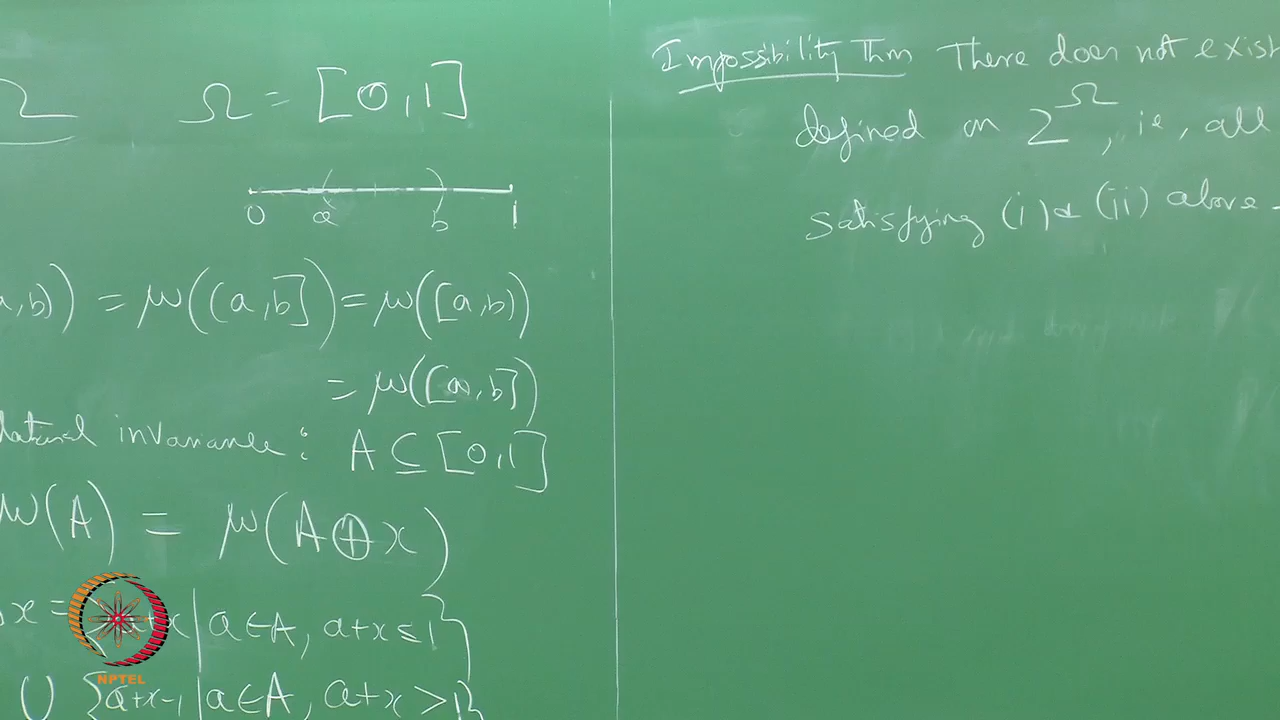 Ω Ω = [0,1]
0 a b 1
a,b)) = μ((a,b]) = μ([a,b))
= μ([a,b])
lational invariance: A ⊆ [0,1]
μ(A) = μ(A⊕x)
x = {a+x | a∈A, a+x ≤ 1}
∪ {a+x-1 | a∈A, a+x > 1}
NPTEL
Impossibility Thm There does not exist
defined on 2^Ω, ie, all
satisfying (i) & (ii) above